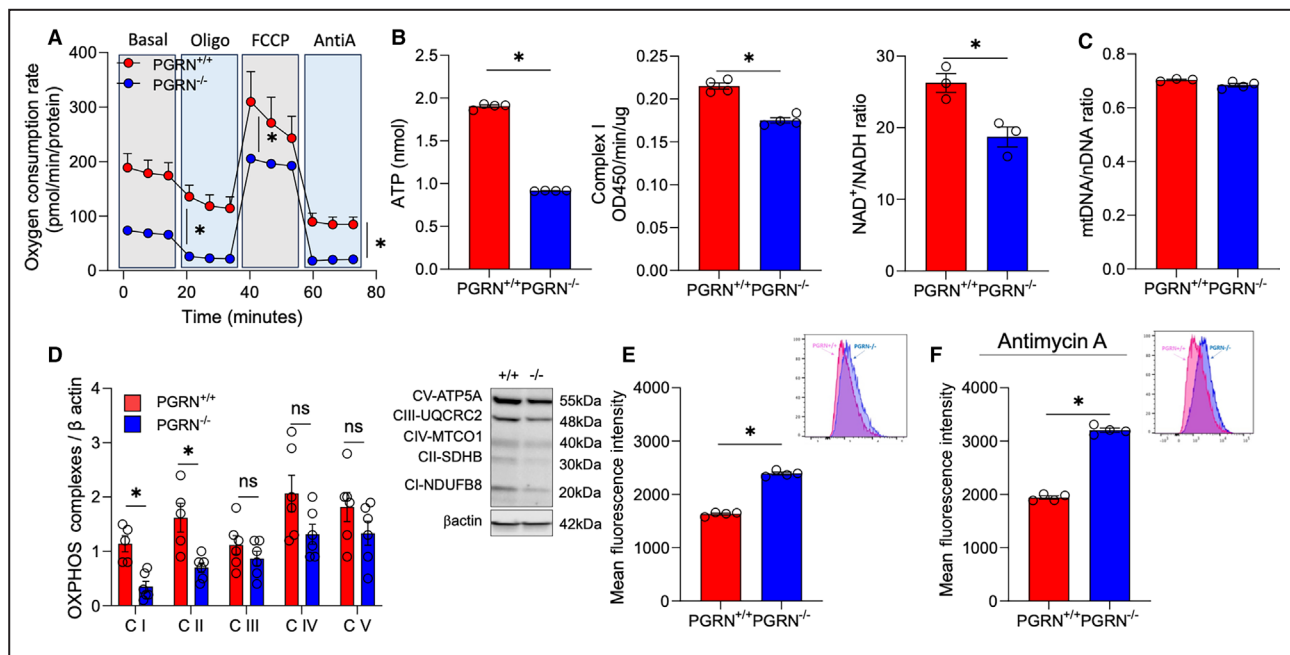 A
Basal Oligo FCCP AntiA
Oxygen consumption rate
(pmol/min/protein)
400
300
200
100
0
PGRN+/+
PGRN-/-
*
*
*
0 20 40 60 80
Time (minutes)
B
ATP (nmol)
2.5
2.0
1.5
1.0
0.5
0.0
*
PGRN+/+ PGRN-/-
Complex I
OD450/min/ug
0.25
0.20
0.15
0.10
0.05
0.00
*
PGRN+/+ PGRN-/-
NAD+/NADH ratio
30
20
10
0
*
PGRN+/+ PGRN-/-
C
mtDNA/nDNA ratio
0.8
0.6
0.4
0.2
0.0
PGRN+/+ PGRN-/-
D
OXPHOS complexes / β actin
4
3
2
1
0
PGRN+/+
PGRN-/-
*
*
ns
ns
ns
C I C II C III C IV C V
+/+ -/-
CV-ATP5A 55kDa
CIII-UQCRC2 48kDa
CIV-MTCO1 40kDa
CII-SDHB 30kDa
CI-NDUFB8 20kDa
βactin 42kDa
E
Mean fluorescence intensity
4000
3000
2000
1000
0
*
PGRN+/+ PGRN-/-
PGRN+/+ PGRN-/-
F
Antimycin A
Mean fluorescence intensity
4000
3000
2000
1000
0
*
PGRN+/+ PGRN-/-
PGRN+/+ PGRN-/-